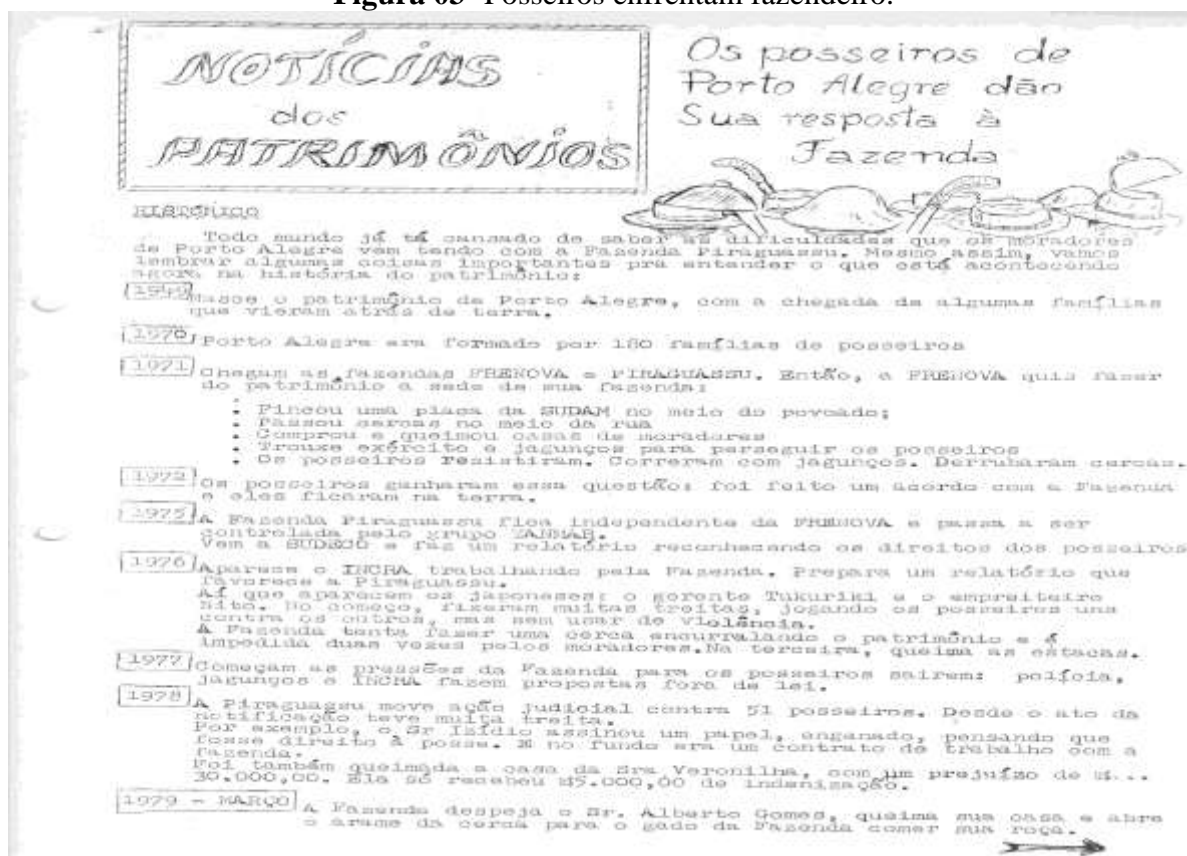 Figura 03- Posseiros enfrentam fazendeiro.
NOTÍCIAS
dos
PATRIMÔNIOS
Os posseiros de
Porto Alegre dão
Sua resposta à
Fazenda
HISTÓRICO
Todo mundo já tá cansado de saber as dificuldades que os moradores
de Porto Alegre vem tendo com a Fazenda Piraguassu. Mesmo assim, vamos
lembrar algumas coisas importantes pra entender o que está acontecendo
agora na história do patrimônio:
1949 Nasce o patrimônio de Porto Alegre, com a chegada de algumas famílias
que vieram atrás de terra.
1970, Porto Alegre era formado por 180 famílias de posseiros
1971 Chegam as fazendas FRENOVA e PIRAGUASSU. Então, a FRENOVA quis fazer
do patrimônio a sede da sua fazenda:
. Fincou uma placa da SUDAM no meio do povoado;
. Passou cercas no meio da rua
. Comprou e queimou casas de moradores
. Trouxe exército e jagunços para perseguir os posseiros
. Os posseiros resistiram. Correram com jagunços. Derrubaram cercas.
1972 Os posseiros ganharam essa questão: foi feito um acordo com a Fazenda
e eles ficaram na terra.
1975 A Fazenda Piraguassu fica independente da FRENOVA e passa a ser
controlada pelo grupo YANMAR.
Vem a SUDECO e faz um relatório reconhecendo os direitos dos posseiros
1976 Aparece o INCRA trabalhando pela Fazenda. Prepara um relatório que
favorece a Piraguassu.
Aí que aparecem os japoneses: o gerente Tukuriki e o empreiteiro
Nito. No começo, fizeram muitas tretas, jogando os posseiros uns
contra os outros, mas sem usar de violência.
A Fazenda tenta fazer uma cerca encurralando o patrimônio e é
impedida duas vezes pelos moradores. Na terceira, queima as estacas.
1977 Começam as pressões da Fazenda para os posseiros sairem: polícia,
jagunços e INCRA fazem propostas fora de lei.
1978 A Piraguassu move ação judicial contra 51 posseiros. Desde o ato da
notificação teve muita treita.
Por exemplo, o Sr Isídio assinou um papel, enganado, pensando que
fosse direito à posse. E no fundo era um contrato de trabalho com a
fazenda.
Foi também queimada a casa da Sra Veronilha, com um prejuízo de $...
30.000,00. Ela só recebeu $5.000,00 de indenização.
1979 - MARÇO A Fazenda despeja o Sr. Alberto Gomes, queima sua casa e abre
o arame da cerca para o gado da Fazenda comer sua roça.